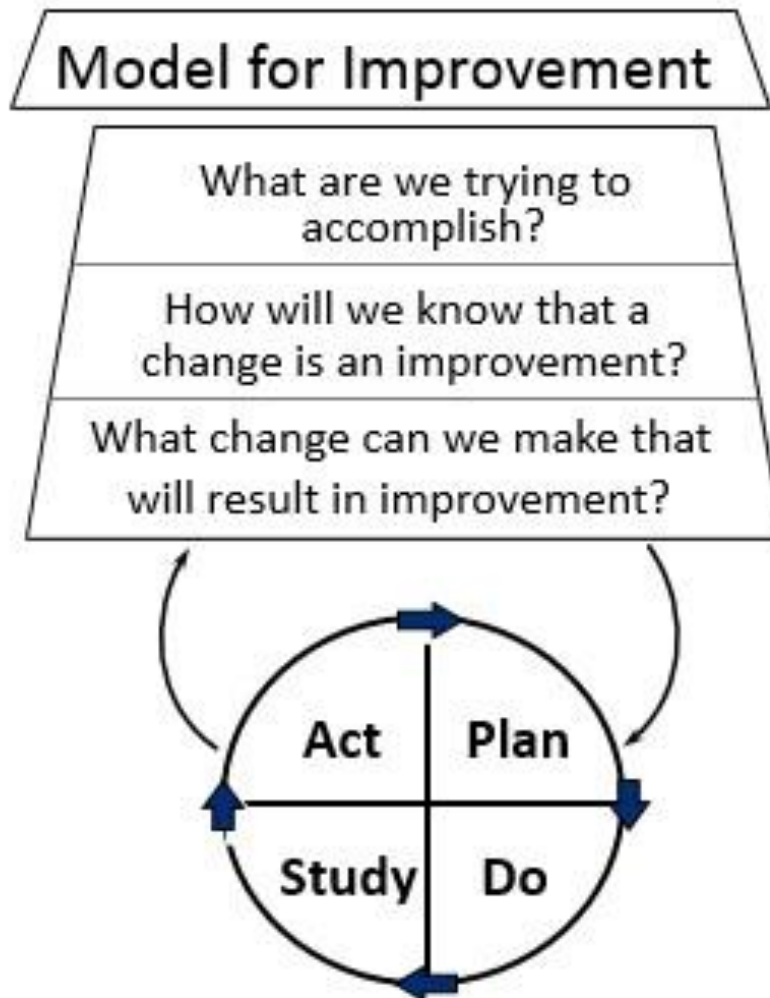 Model for Improvement
What are we trying to
accomplish?
How will we know that a
change is an improvement?
What change can we make that
will result in improvement?
Act
Plan
Study
Do